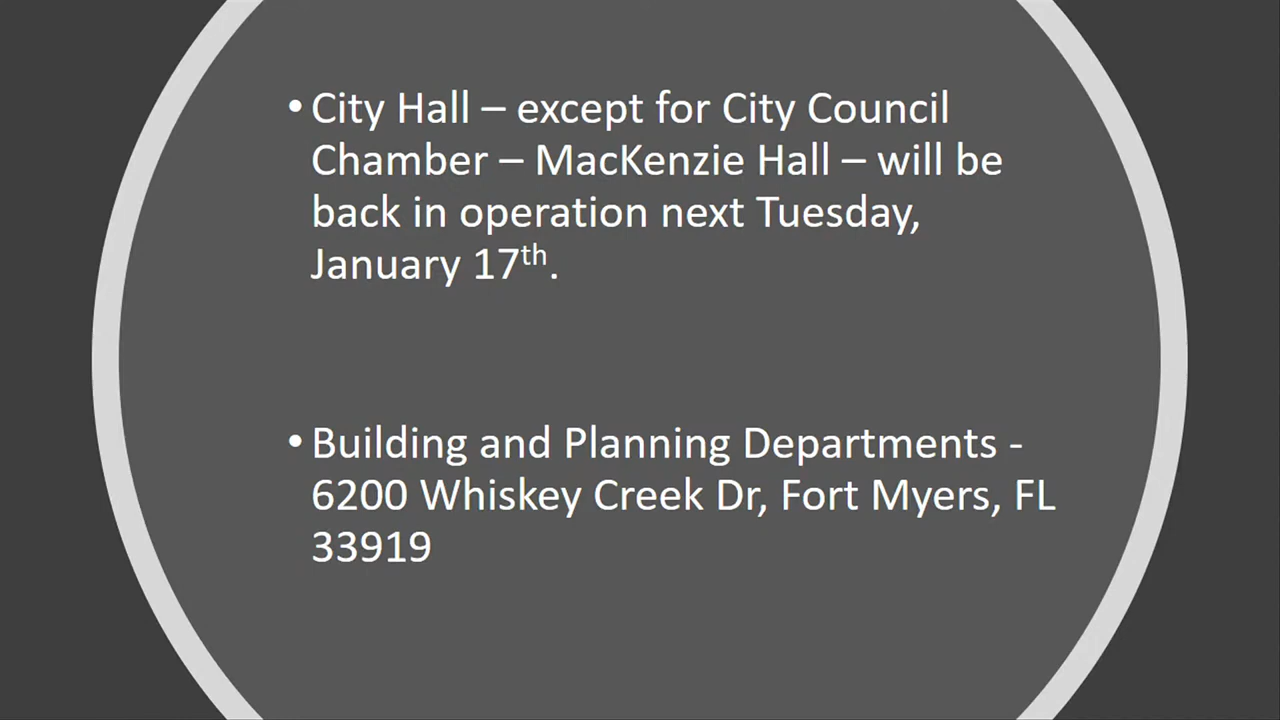 • City Hall – except for City Council
Chamber – MacKenzie Hall – will be
back in operation next Tuesday,
January 17th.
• Building and Planning Departments -
6200 Whiskey Creek Dr, Fort Myers, FL
33919